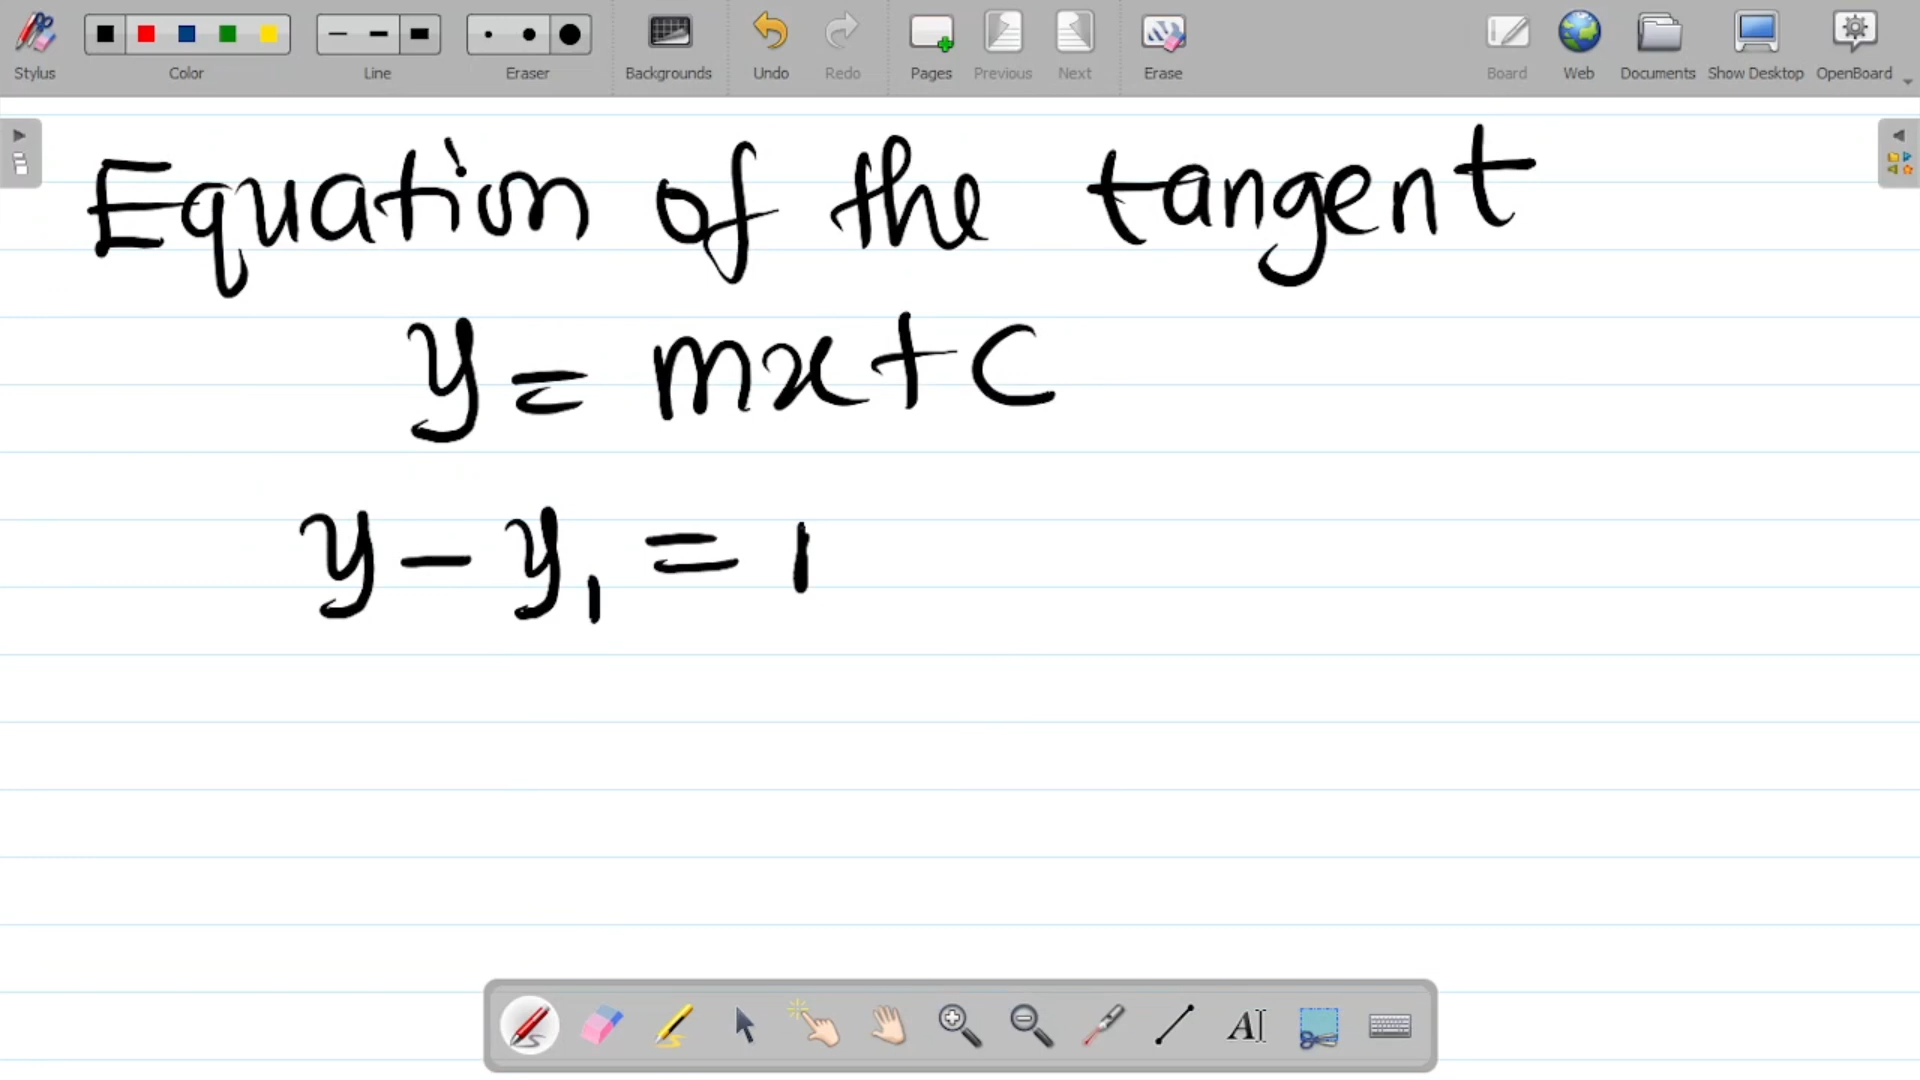 Stylus Color Line Eraser Backgrounds Undo Redo Pages Previous Next Erase Board Web Documents Show Desktop OpenBoard
Equation of the tangent
y = mx + c
y - y₁ = ı